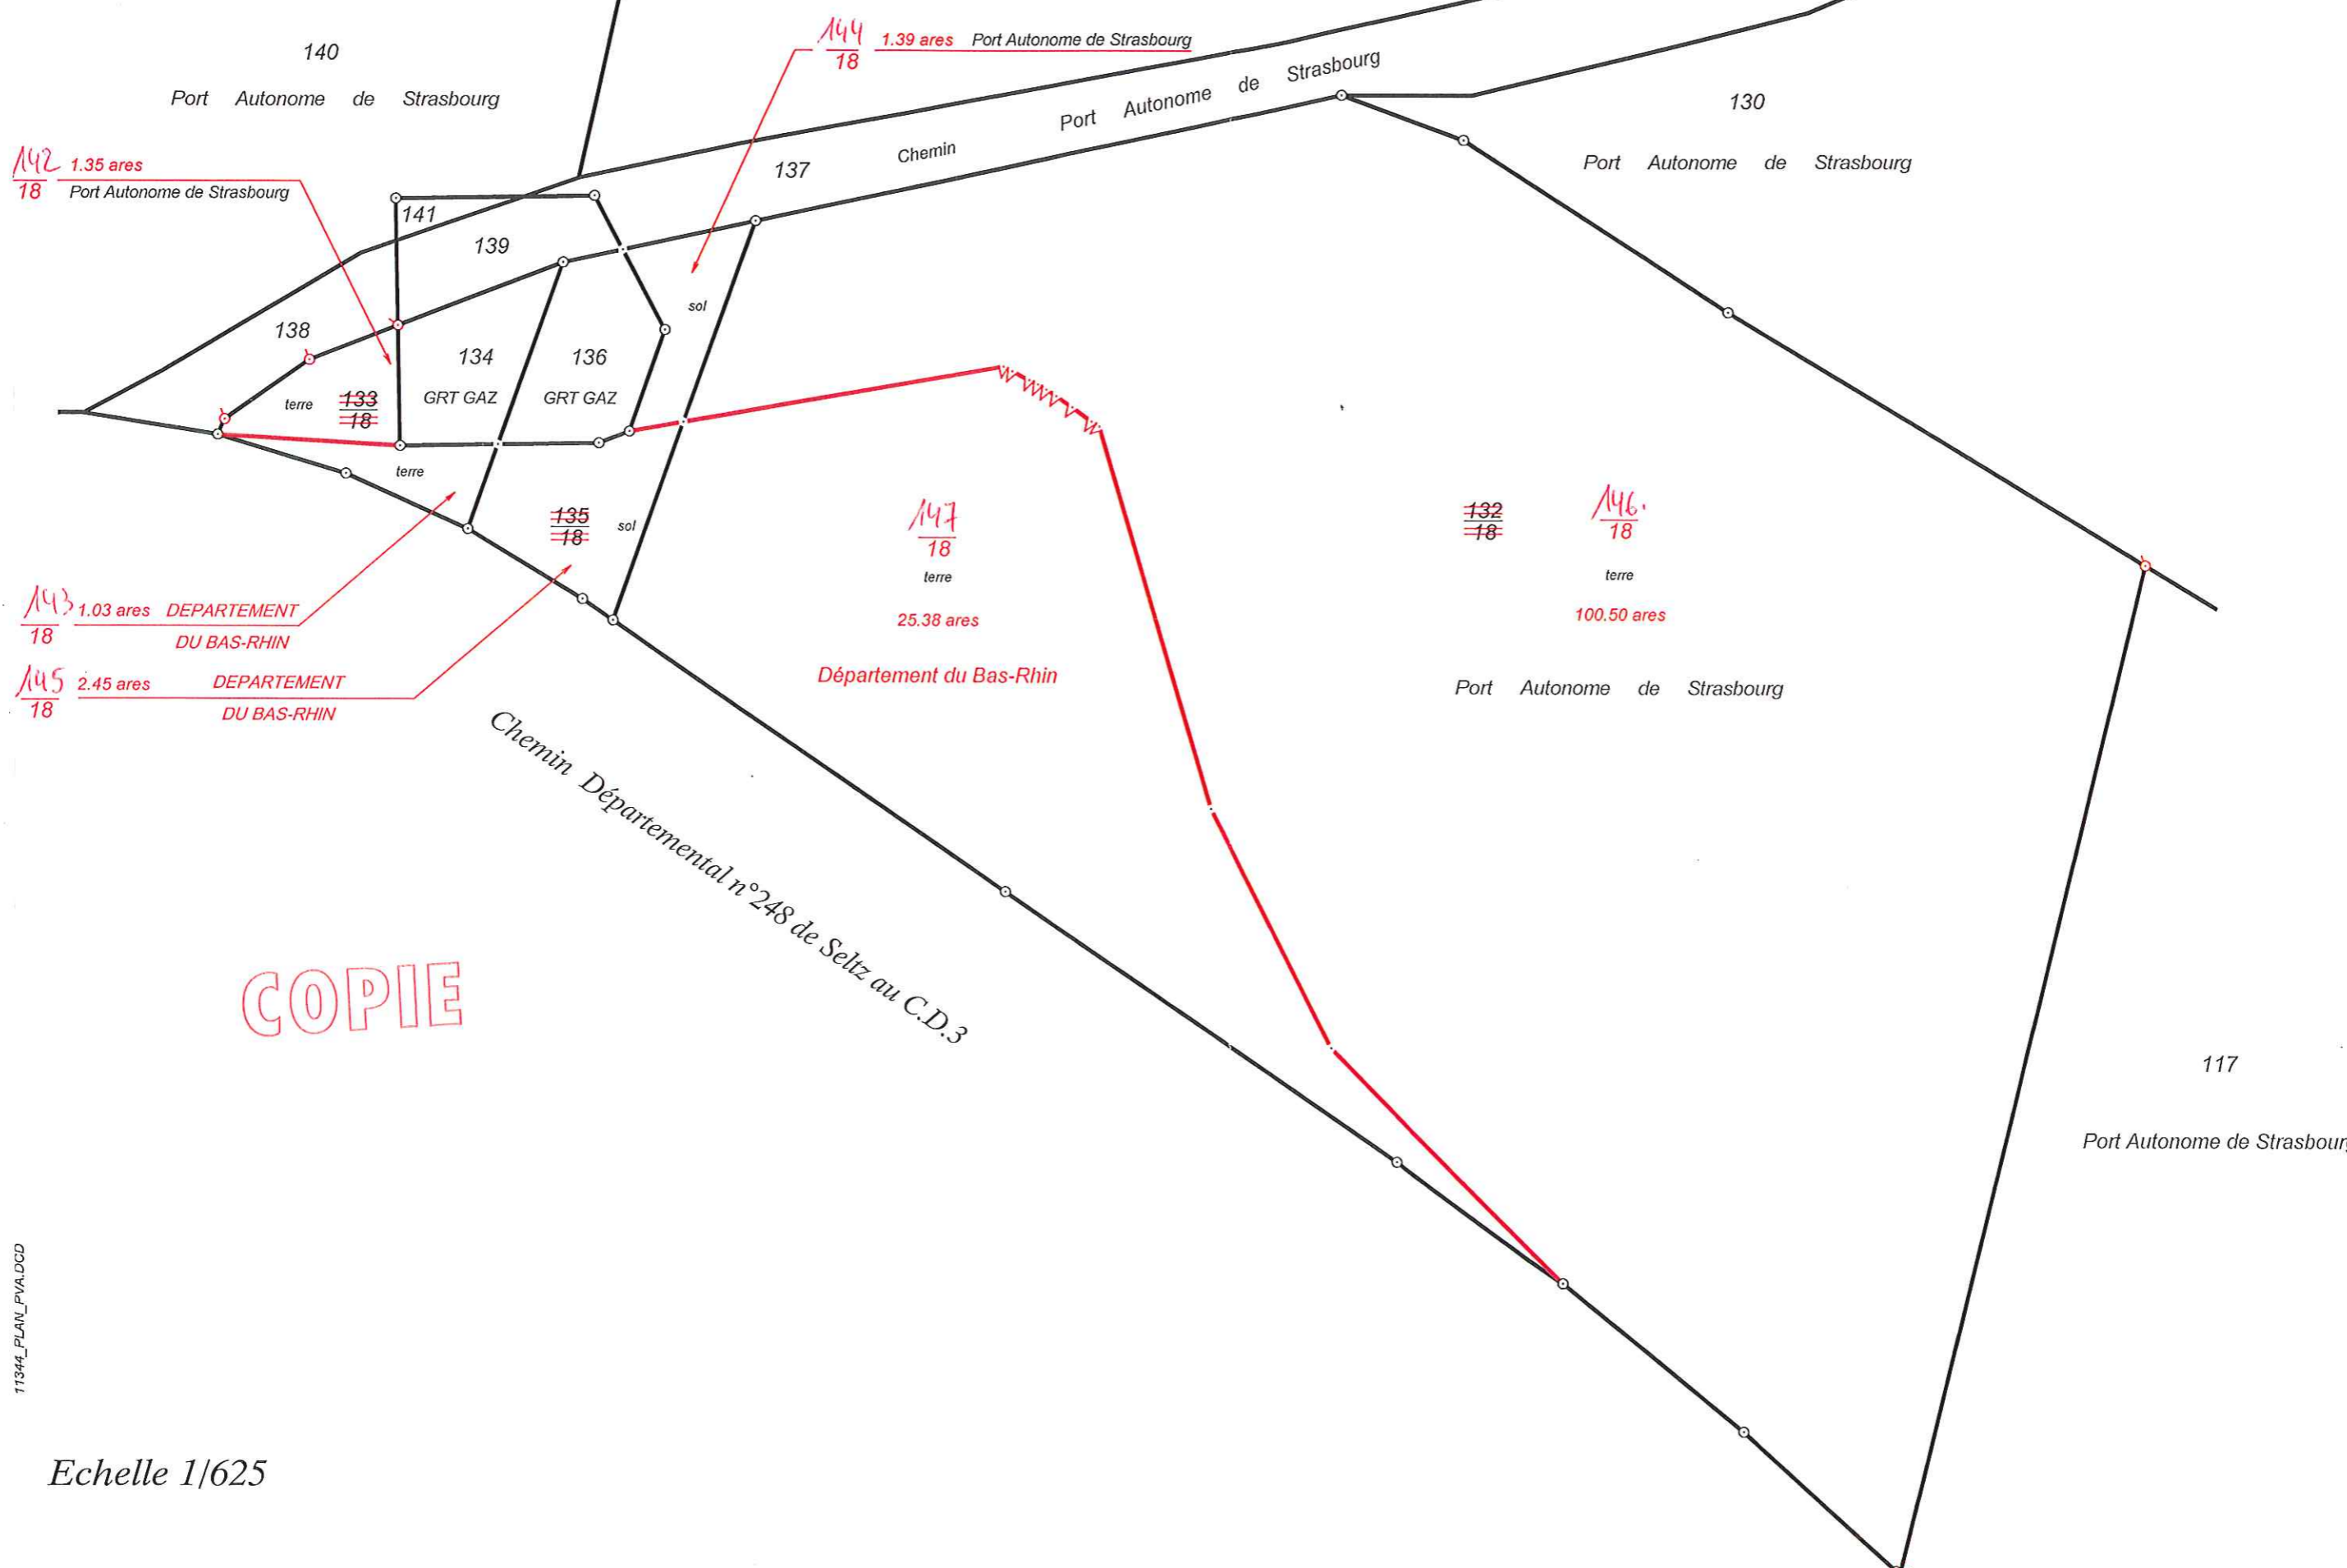 144
18
1.39 ares Port Autonome de Strasbourg
140
Port Autonome de Strasbourg
Port Autonome de Strasbourg
Chemin
137
130
Port Autonome de Strasbourg
142
18
1.35 ares
Port Autonome de Strasbourg
141
139
sol
138
134
GRT GAZ
136
GRT GAZ
terre
133
18
terre
135
18
sol
147
18
terre
25.38 ares
Département du Bas-Rhin
132
18
146.
18
terre
100.50 ares
Port Autonome de Strasbourg
143
18
1.03 ares DEPARTEMENT
DU BAS-RHIN
145
18
2.45 ares DEPARTEMENT
DU BAS-RHIN
Chemin Départemental n°248 de Seltz au C.D.3
COPIE
117
Port Autonome de Strasbour
11344_PLAN_PVA.DCD
Echelle 1/625